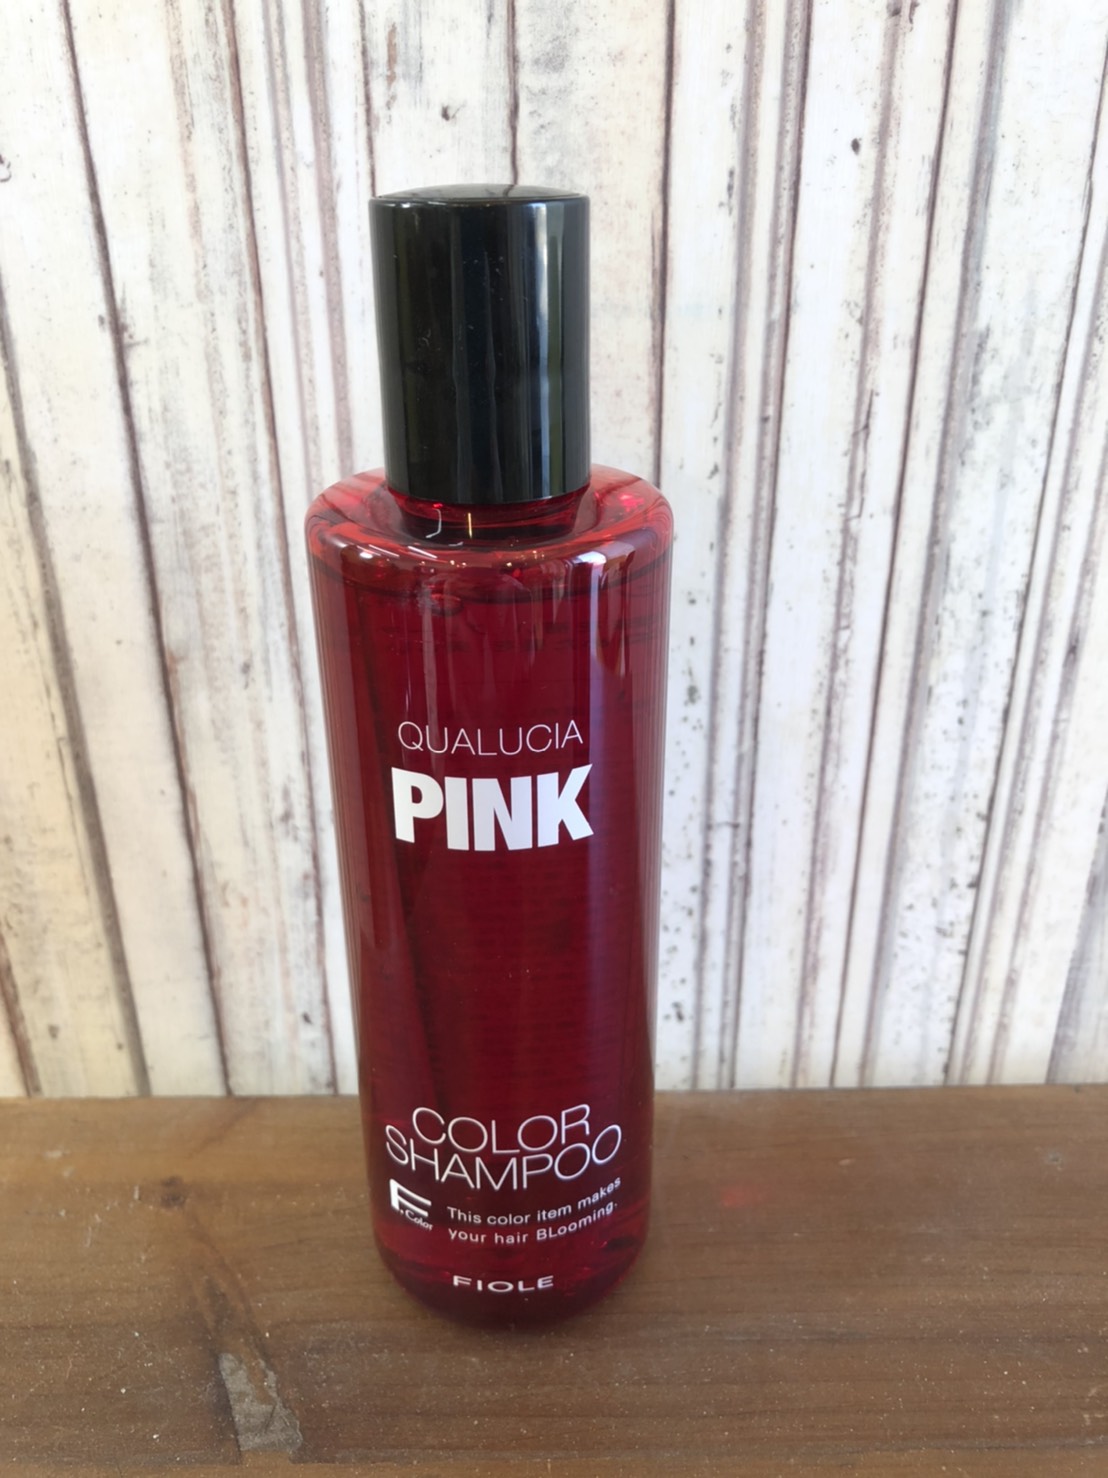 QUALUCIA
PINK
COLOR
SHAMPOO
F.Color
This color item makes
your hair BLooming.
FIOLE